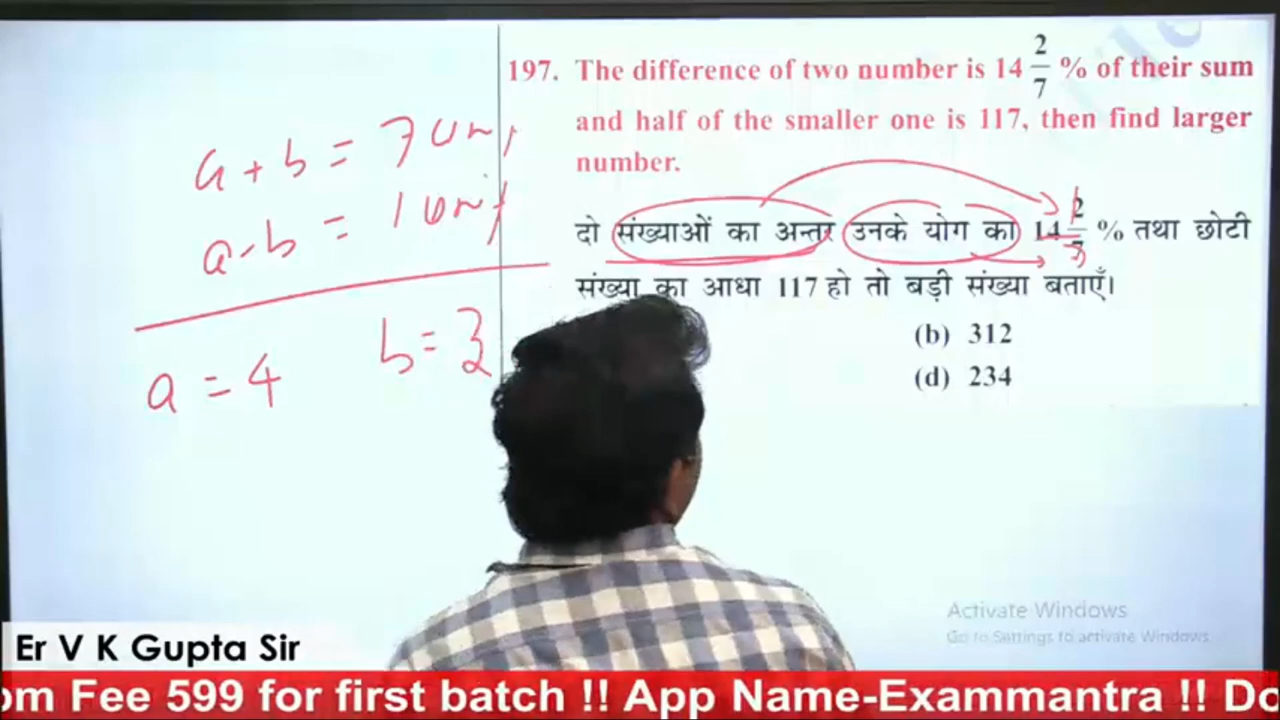 a + b = 7 unit
a - b = 1 unit
a = 4 b = 3
197. The difference of two number is 14 2/7 % of their sum
and half of the smaller one is 117, then find larger
number.
दो संख्याओं का अन्तर उनके योग का 14 2/7 % तथा छोटी
संख्या का आधा 117 हो तो बड़ी संख्या बताएँ।
(b) 312
(d) 234
Activate Windows
Go to Settings to activate Windows.
Er V K Gupta Sir
om Fee 599 for first batch !! App Name-Exammantra !! Do